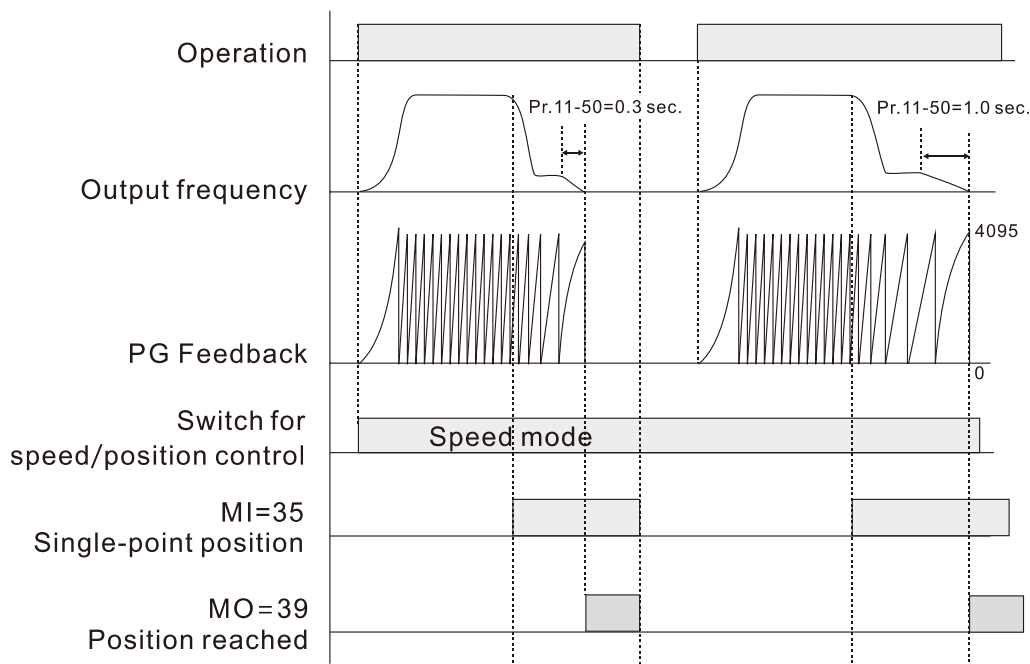 Operation
Pr.11-50=0.3 sec.
Pr.11-50=1.0 sec.
Output frequency
4095
PG Feedback
0
Switch for
speed/position control
Speed mode
MI=35
Single-point position
MO=39
Position reached